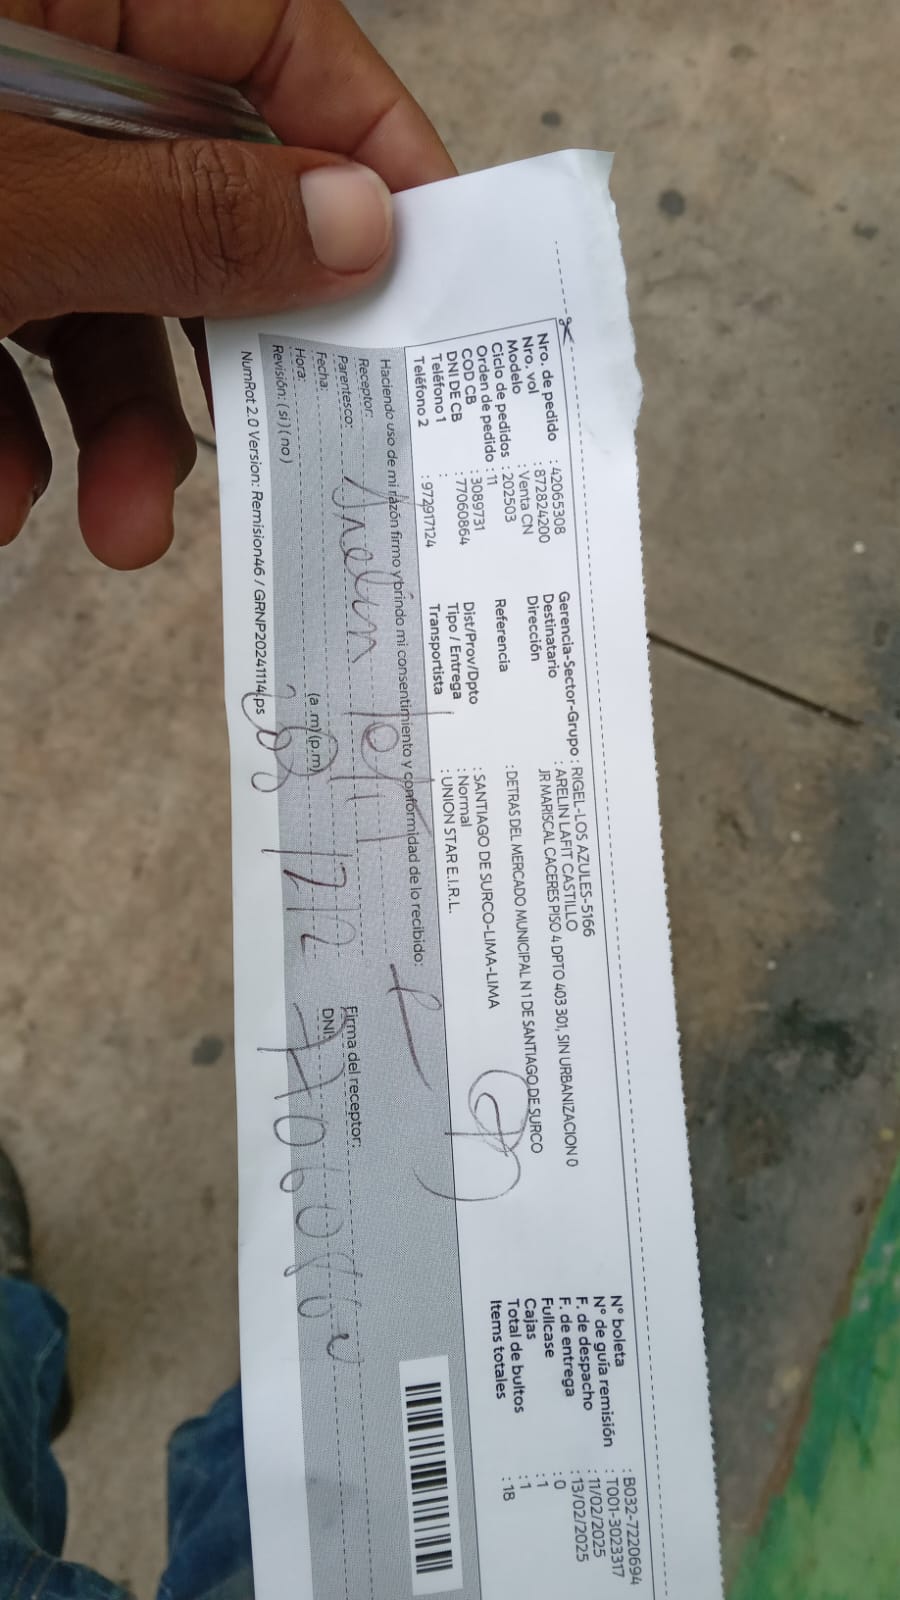 Nro. de pedido : 42065308
Nro. vol : 872824200
Modelo : Venta CN
Ciclo de pedidos : 202503
Orden de pedido : 11
COD CB : 3089731
DNI DE CB : 77060864
Teléfono 1 :
Teléfono 2 : 972917124
Gerencia-Sector-Grupo : RIGEL-LOS AZULES-5166
Destinatario : ARELIN LAFIT CASTILLO
Dirección JR MARISCAL CACERES PISO 4 DPTO 403 301, SIN URBANIZACION 0
Referencia : DETRAS DEL MERCADO MUNICIPAL N 1 DE SANTIAGO DE SURCO
Dist/Prov/Dpto : SANTIAGO DE SURCO-LIMA-LIMA
Tipo / Entrega : Normal
Transportista : UNION STAR E.I.R.L.
N° boleta : B032-7220694
N° de guía remisión : T001-3023317
F. de despacho : 11/02/2025
F. de entrega : 13/02/2025
Fullcase : 0
Cajas : 1
Total de bultos : 1
Items totales : 18
Haciendo uso de mi razón firmo y brindo mi consentimiento y conformidad de lo recibido:
Receptor: Arelin Lafit
Parentesco:
Fecha:
Hora: (a .m) (p.m)
Revisión: ( si ) ( no )
Firma del receptor:
DNI:
NumRot 2.0 Version: Remision46 / GRNP20241114.ps